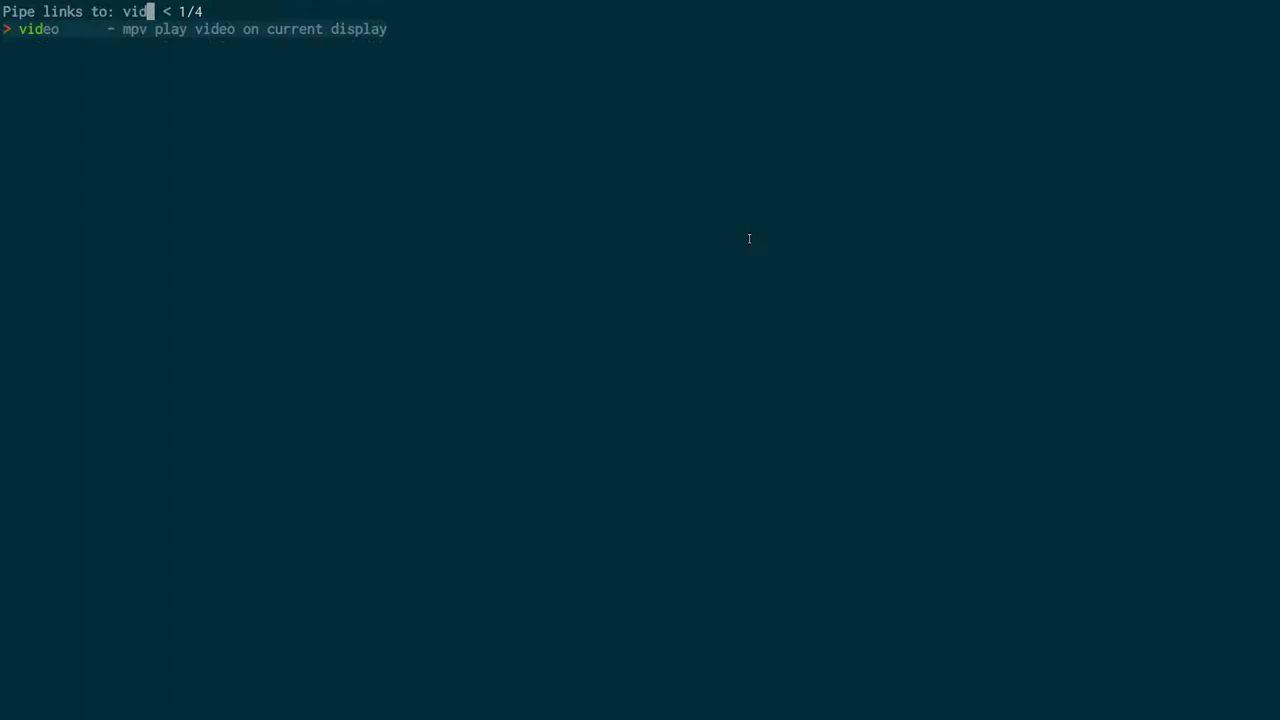 Pipe links to: vid < 1/4
> video      - mpv play video on current display